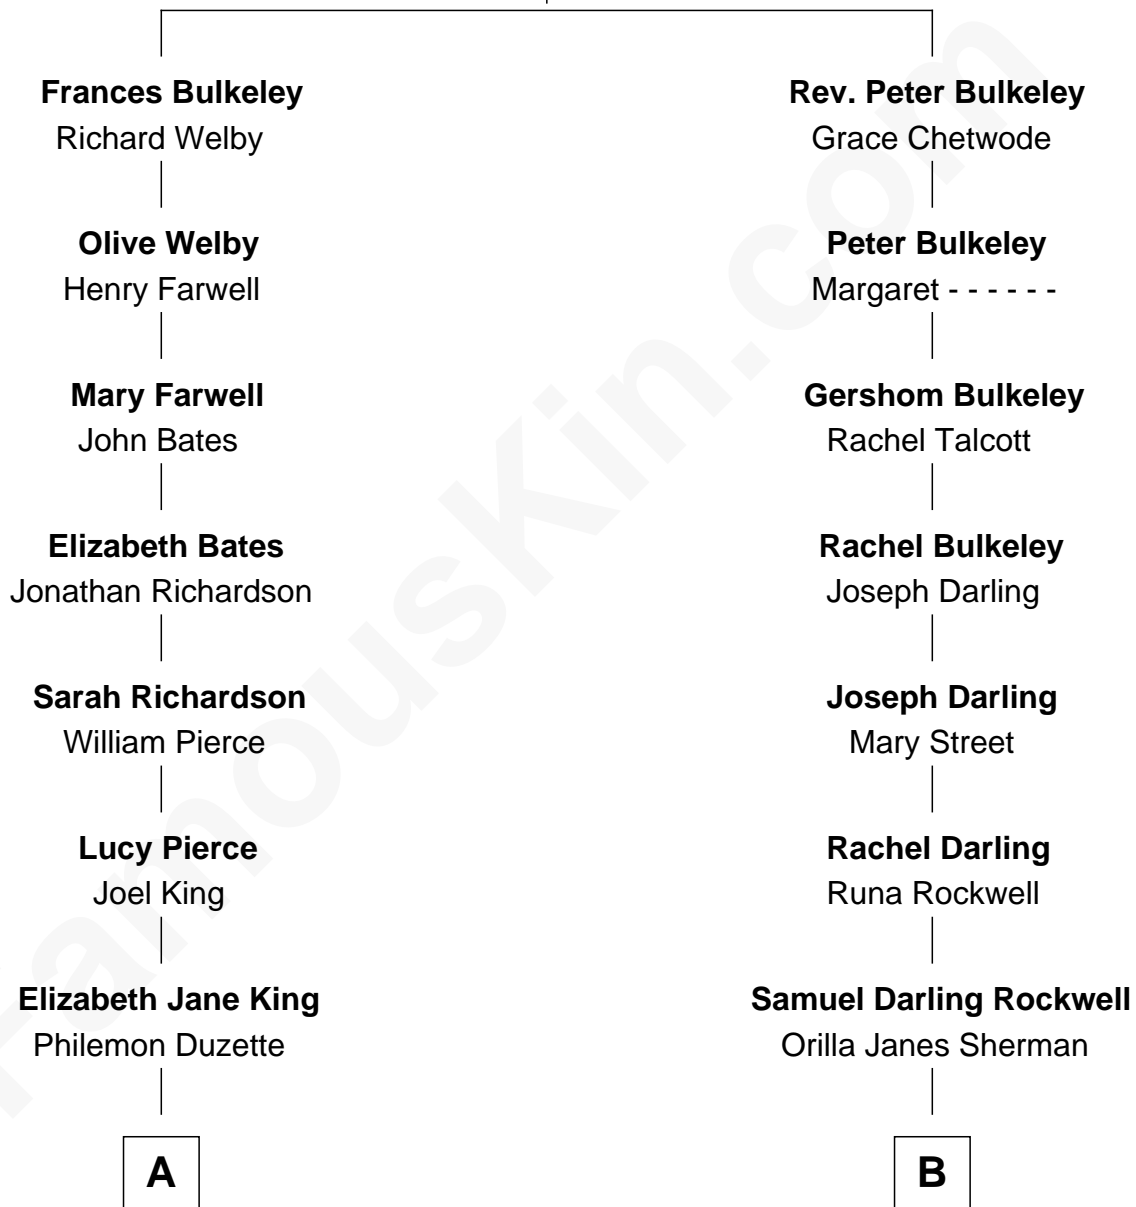 Frances Bulkeley
Richard Welby
Olive Welby
Henry Farwell
Mary Farwell
John Bates
Elizabeth Bates
Jonathan Richardson
Sarah Richardson
William Pierce
Lucy Pierce
Joel King
Elizabeth Jane King
Philemon Duzette
A
Rev. Peter Bulkeley
Grace Chetwode
Peter Bulkeley
Margaret - - - - - -
Gershom Bulkeley
Rachel Talcott
Rachel Bulkeley
Joseph Darling
Joseph Darling
Mary Street
Rachel Darling
Runa Rockwell
Samuel Darling Rockwell
Orilla Janes Sherman
B
FamousKin.com